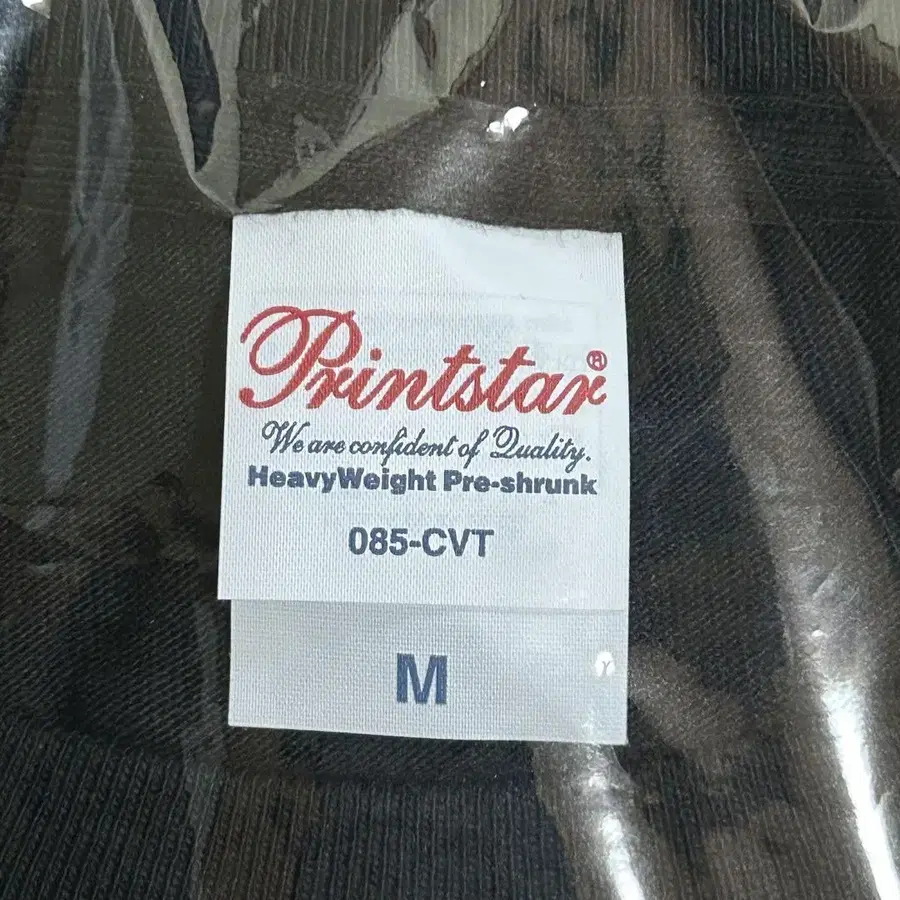 Printstar®
We are confident of Quality.
HeavyWeight Pre-shrunk
085-CVT
M